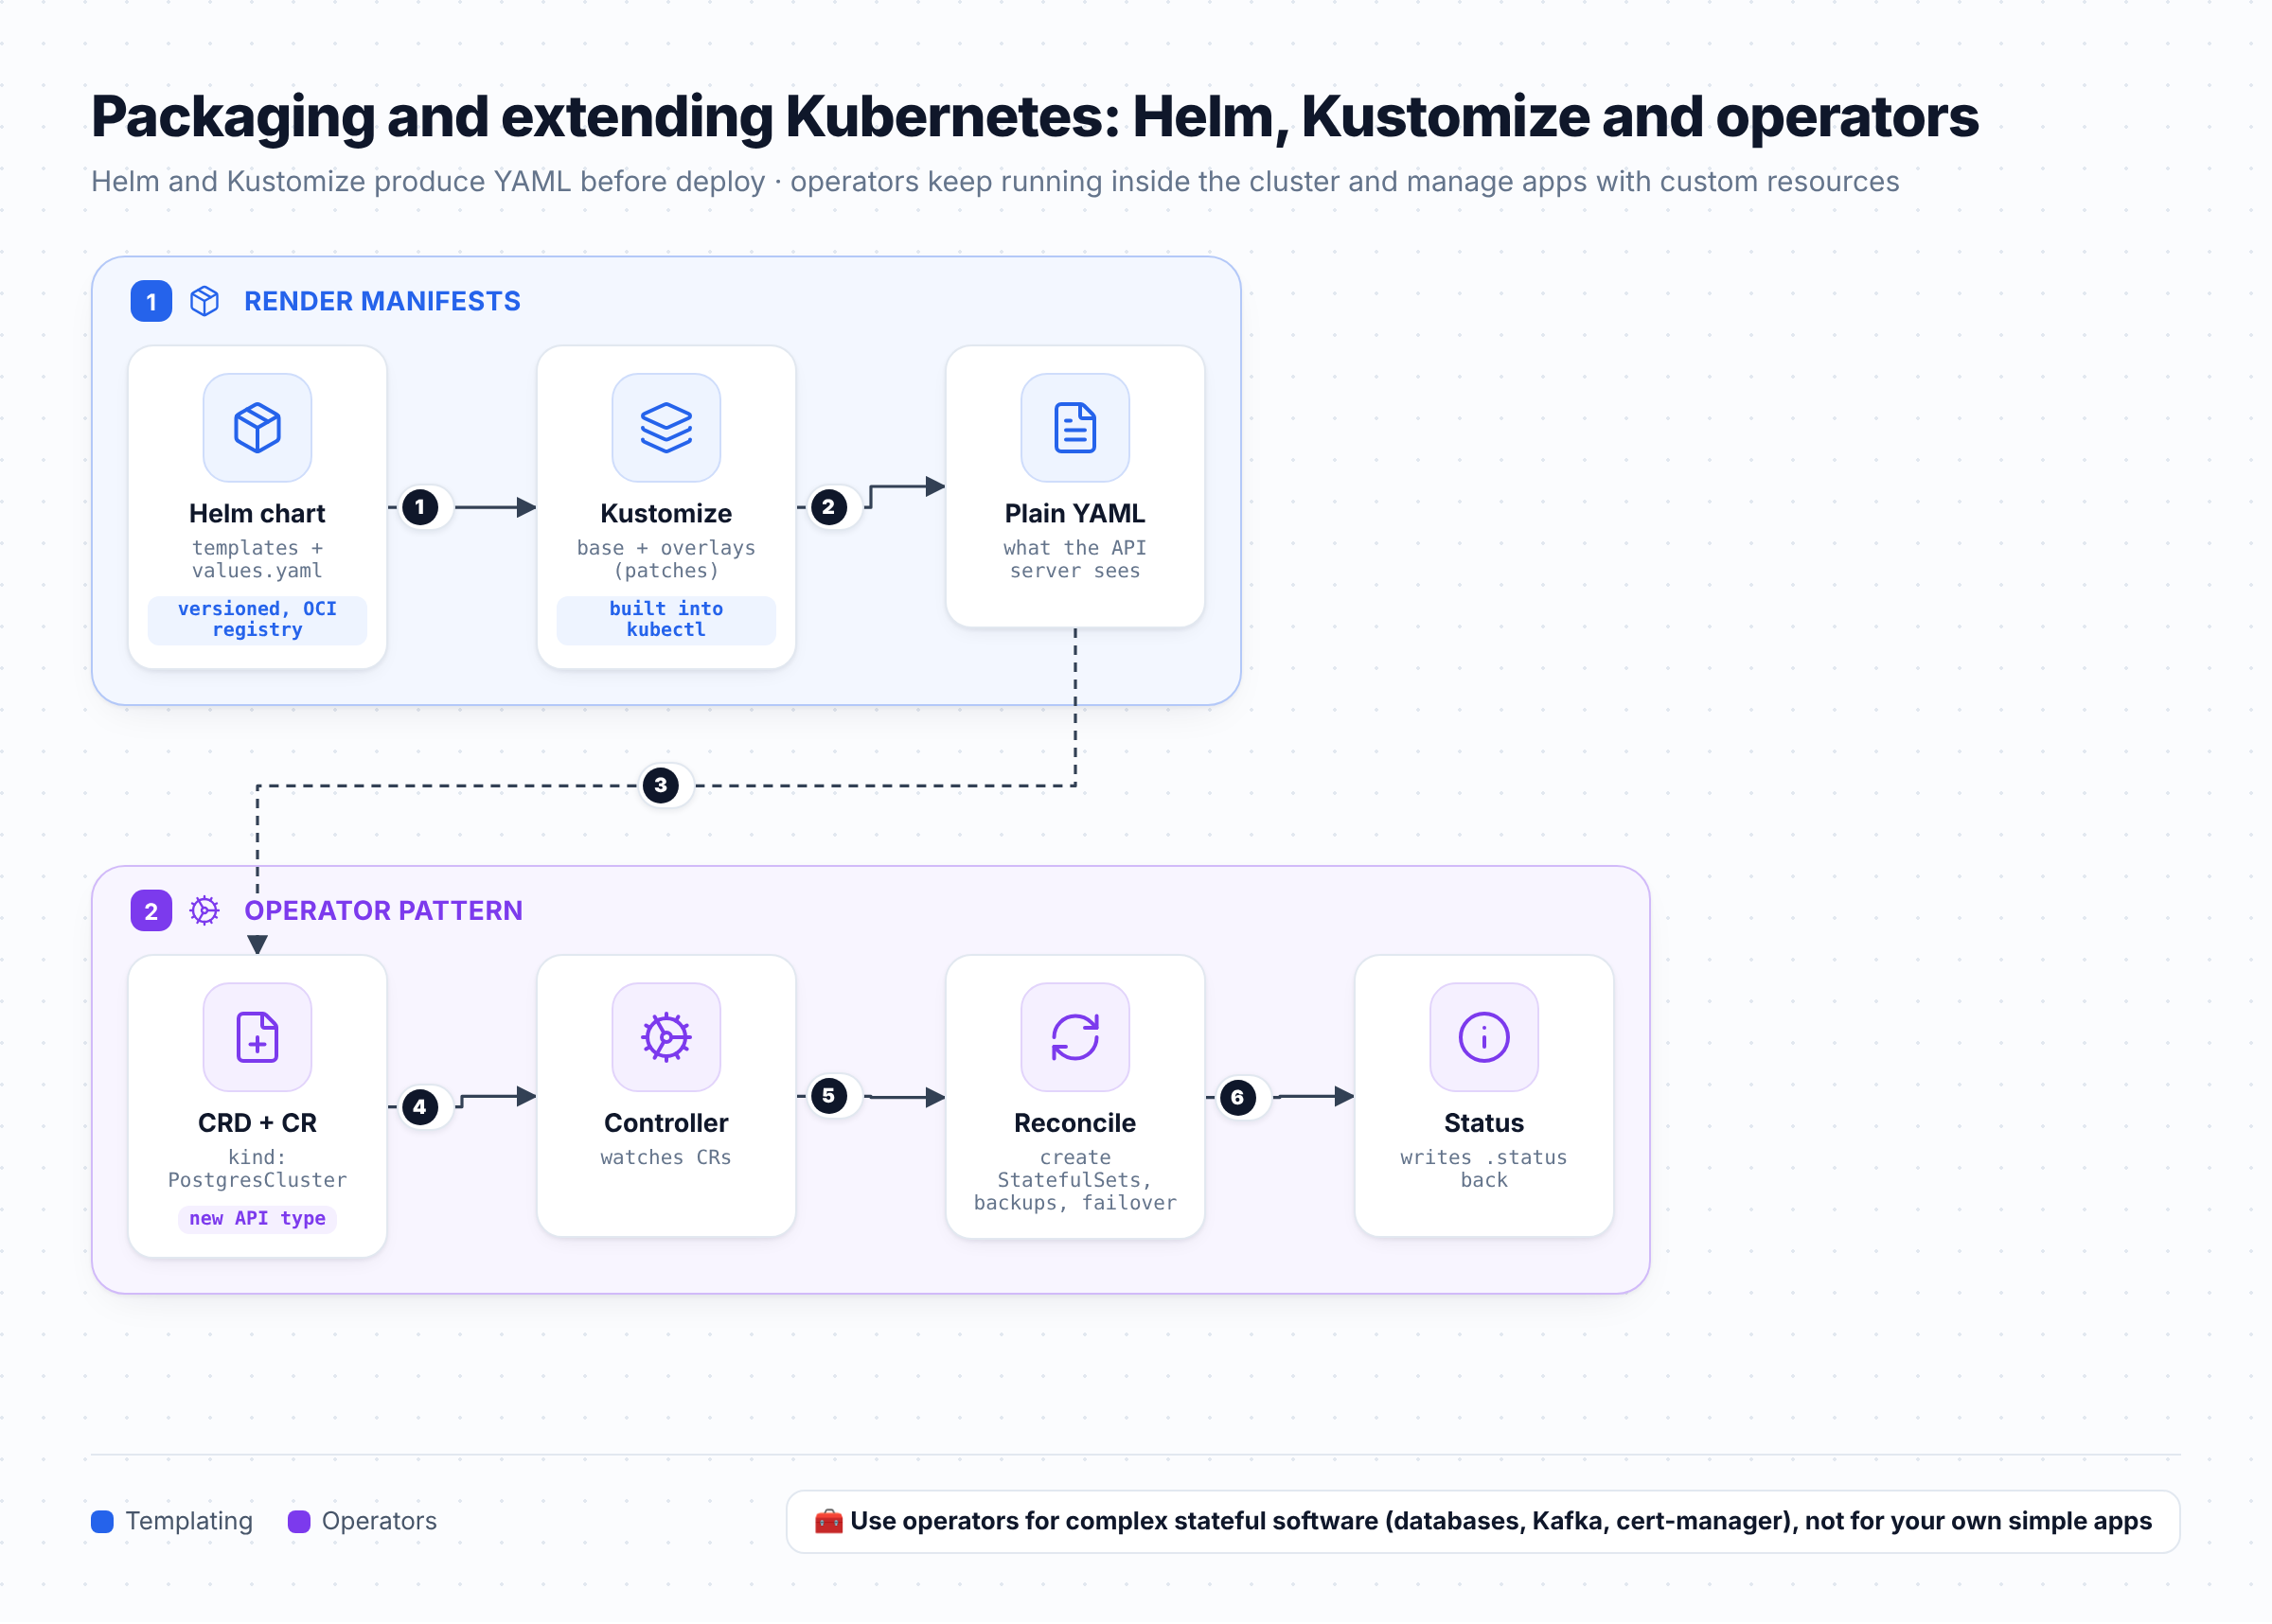 Packaging and extending Kubernetes: Helm, Kustomize and operators
Helm and Kustomize produce YAML before deploy · operators keep running inside the cluster and manage apps with custom resources
1 RENDER MANIFESTS
Helm chart
templates +
values.yaml
versioned, OCI
registry
1
Kustomize
base + overlays
(patches)
built into
kubectl
2
Plain YAML
what the API
server sees
3
2 OPERATOR PATTERN
CRD + CR
kind:
PostgresCluster
new API type
4
Controller
watches CRs
5
Reconcile
create
StatefulSets,
backups, failover
6
Status
writes .status
back
Templating
Operators
🧰 Use operators for complex stateful software (databases, Kafka, cert-manager), not for your own simple apps